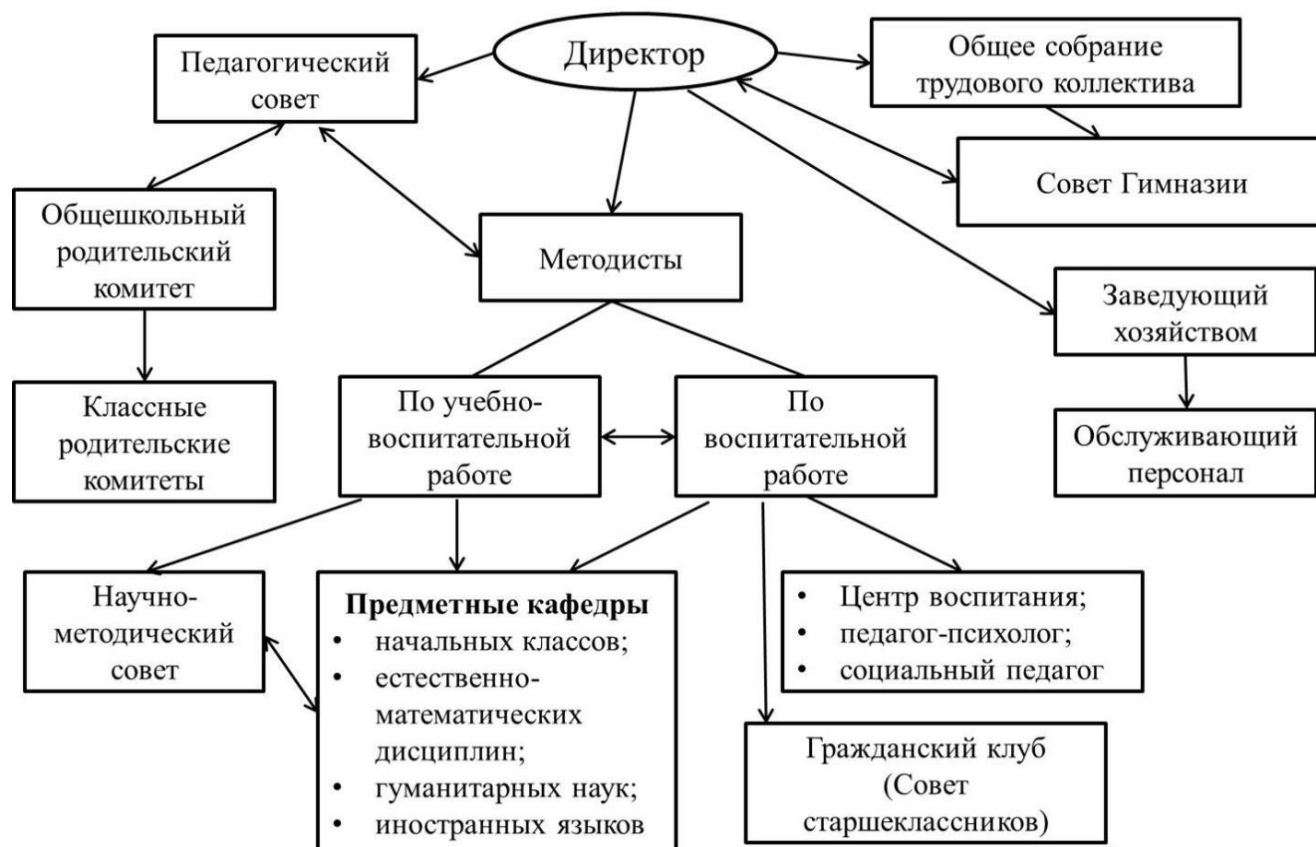 Директор
Педагогический
совет
Общее собрание
трудового коллектива
Совет Гимназии
Общешкольный
родительский
комитет
Методисты
Заведующий
хозяйством
Классные
родительские
комитеты
По учебно-
воспитательной
работе
По
воспитательной
работе
Обслуживающий
персонал
Научно-
методический
совет
Предметные кафедры
• начальных классов;
• естественно-
математических
дисциплин;
• гуманитарных наук;
• иностранных языков
• Центр воспитания;
• педагог-психолог;
• социальный педагог
Гражданский клуб
(Совет
старшеклассников)